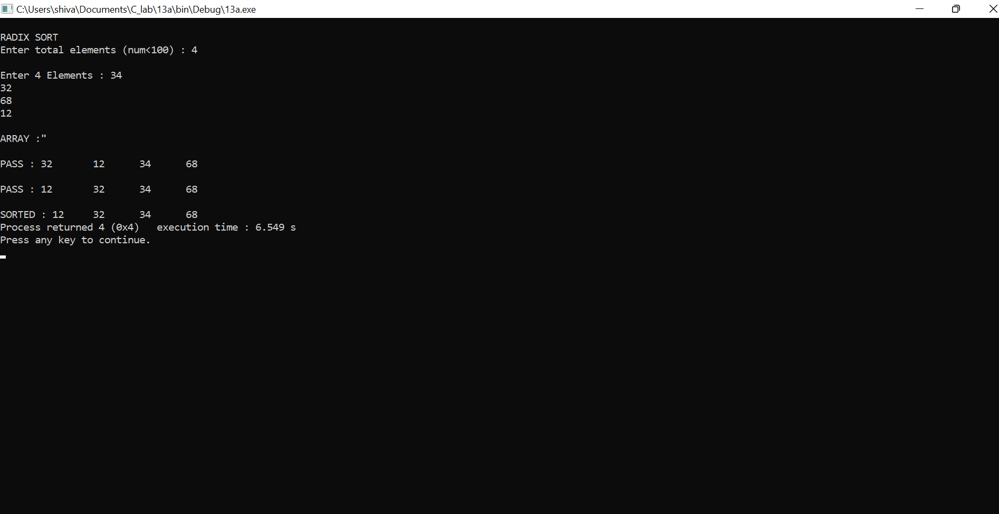 C:\Users\shiva\Documents\C_lab\13a\bin\Debug\13a.exe
RADIX SORT
Enter total elements (num<100) : 4
Enter 4 Elements : 34
32
68
12
ARRAY :"
PASS : 32 12 34 68
PASS : 12 32 34 68
SORTED : 12 32 34 68
Process returned 4 (0x4) execution time : 6.549 s
Press any key to continue.